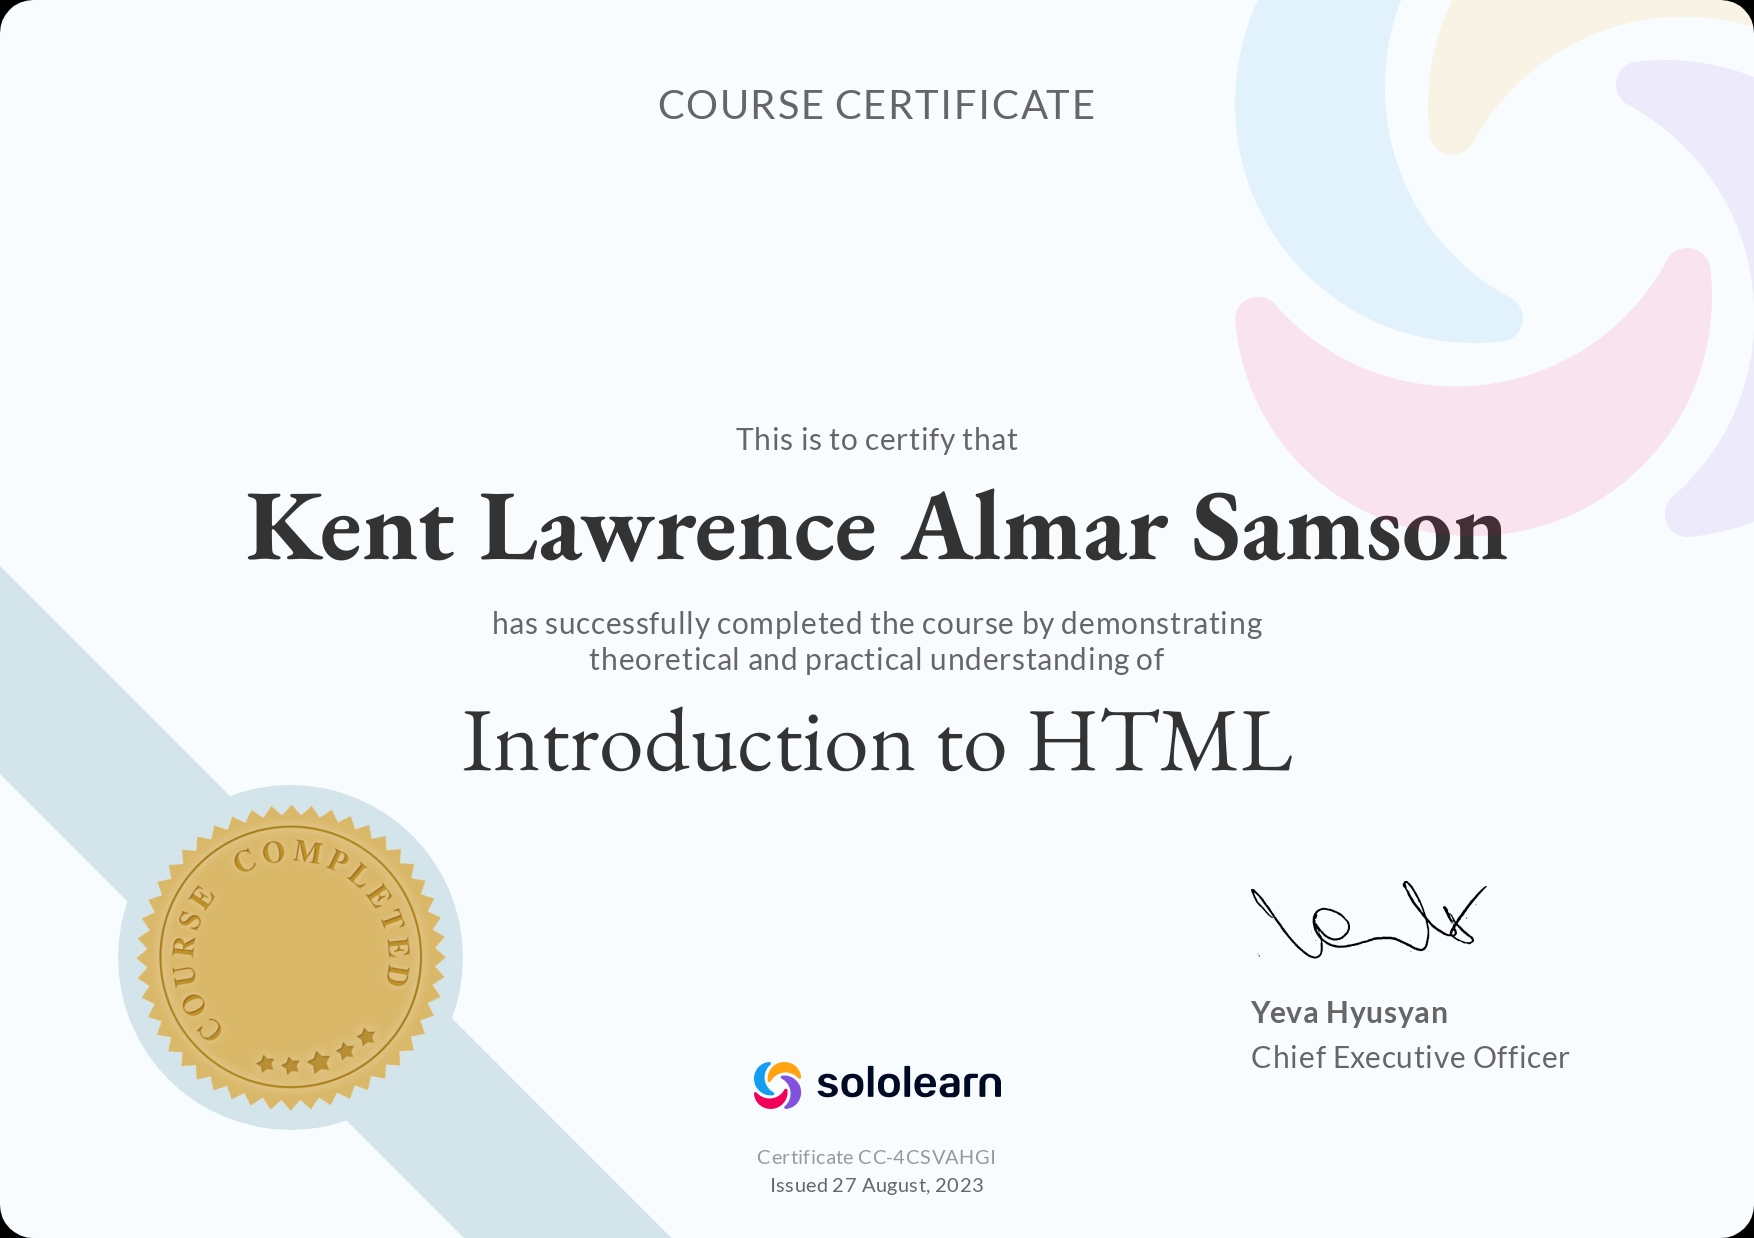 COURSE CERTIFICATE
This is to certify that
Kent Lawrence Almar Samson
has successfully completed the course by demonstrating
theoretical and practical understanding of
Introduction to HTML
COURSE COMPLETED
Yeva Hyusyan
Chief Executive Officer
sololearn
Certificate CC-4CSVAHGI
Issued 27 August, 2023